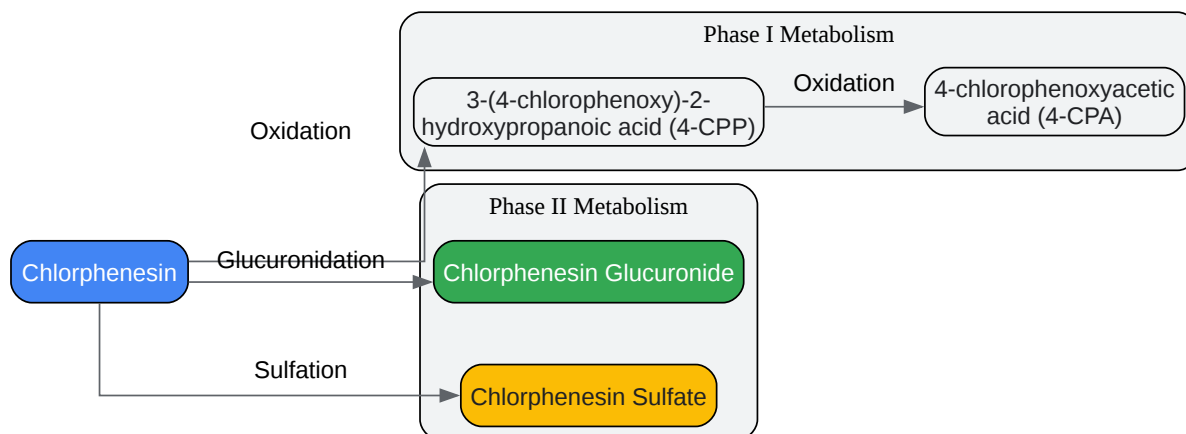 Phase I Metabolism
Oxidation
3-(4-chlorophenoxy)-2-
hydroxypropanoic acid (4-CPP)
4-chlorophenoxyacetic
acid (4-CPA)
Oxidation
Phase II Metabolism
Chlorphenesin
Glucuronidation
Chlorphenesin Glucuronide
Sulfation
Chlorphenesin Sulfate